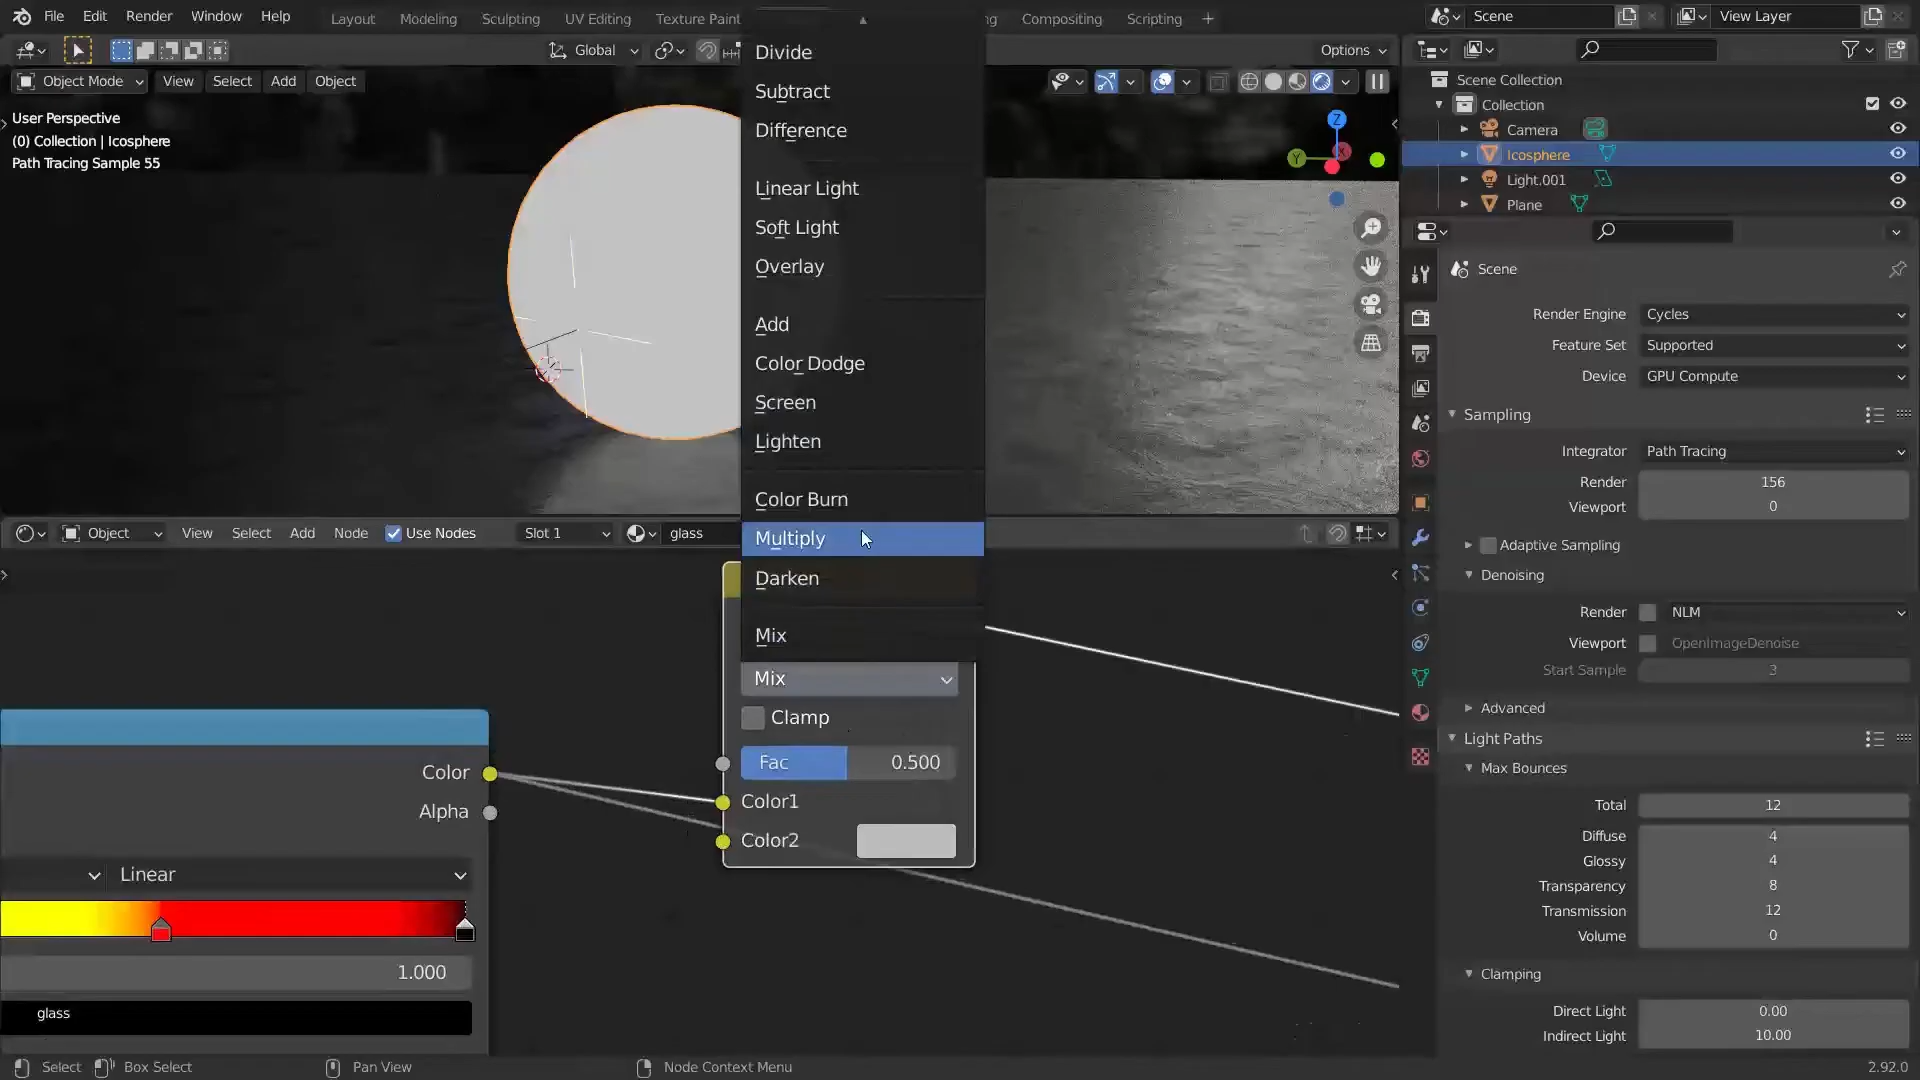 File Edit Render Window Help
Layout Modeling Sculpting UV Editing Texture Paint ng Compositing Scripting +
Scene
View Layer
Global
Options
Object Mode View Select Add Object
User Perspective
(0) Collection | Icosphere
Path Tracing Sample 55
Z
Y
X
Divide
Subtract
Difference
Linear Light
Soft Light
Overlay
Add
Color Dodge
Screen
Lighten
Color Burn
Multiply
Darken
Mix
Mix
Clamp
Fac 0.500
Color1
Color2
Object View Select Add Node Use Nodes Slot 1 glass
Color
Alpha
Linear
1.000
glass
Scene Collection
Collection
Camera
Icosphere
Light.001
Plane
Scene
Render Engine Cycles
Feature Set Supported
Device GPU Compute
Sampling
Integrator Path Tracing
Render 156
Viewport 0
Adaptive Sampling
Denoising
Render NLM
Viewport OpenImageDenoise
Start Sample 3
Advanced
Light Paths
Max Bounces
Total 12
Diffuse 4
Glossy 4
Transparency 8
Transmission 12
Volume 0
Clamping
Direct Light 0.00
Indirect Light 10.00
Select Box Select Pan View Node Context Menu 2.92.0